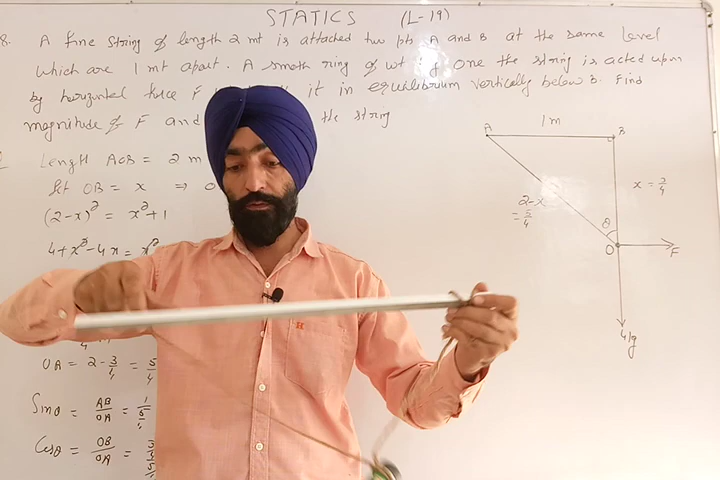 STATICS (L-19)
8. A fine string of length 2 mt is attached two pts A and B at the same level
which are 1 mt apart. A smoth ring of wt 4g one the string is acted upon
by horizontal force F it in equilibrium vertically below B. Find
magnitude of F and the string
Length AOB = 2 m
let OB = x ⇒ O
(2-x)² = x²+1
4+x²-4x = x²
OA = 2-3/4 = 5/4
Sinθ = AB/OA = 1/5/4
Cosθ = OB/OA =
A 1m B
2-x
= 5/4
x = 3/4
θ
O F
4g